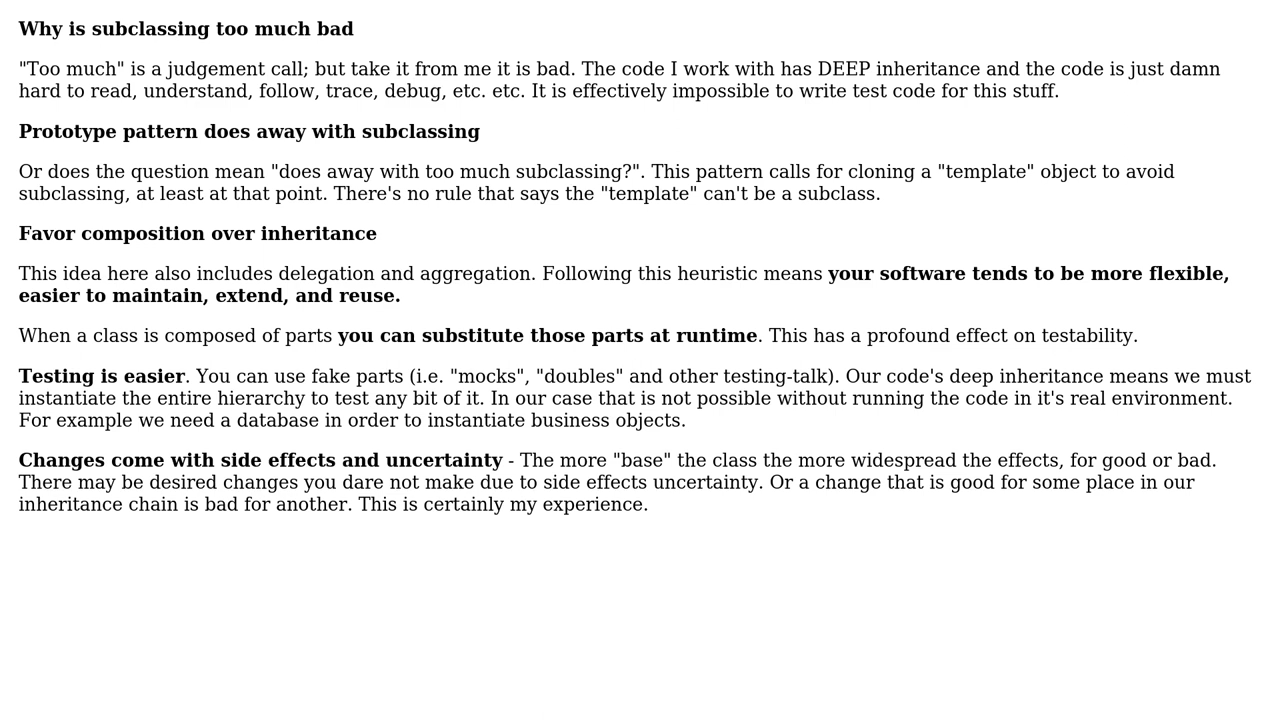 Why is subclassing too much bad
"Too much" is a judgement call; but take it from me it is bad. The code I work with has DEEP inheritance and the code is just damn
hard to read, understand, follow, trace, debug, etc. etc. It is effectively impossible to write test code for this stuff.
Prototype pattern does away with subclassing
Or does the question mean "does away with too much subclassing?". This pattern calls for cloning a "template" object to avoid
subclassing, at least at that point. There's no rule that says the "template" can't be a subclass.
Favor composition over inheritance
This idea here also includes delegation and aggregation. Following this heuristic means your software tends to be more flexible,
easier to maintain, extend, and reuse.
When a class is composed of parts you can substitute those parts at runtime. This has a profound effect on testability.
Testing is easier. You can use fake parts (i.e. "mocks", "doubles" and other testing-talk). Our code's deep inheritance means we must
instantiate the entire hierarchy to test any bit of it. In our case that is not possible without running the code in it's real environment.
For example we need a database in order to instantiate business objects.
Changes come with side effects and uncertainty - The more "base" the class the more widespread the effects, for good or bad.
There may be desired changes you dare not make due to side effects uncertainty. Or a change that is good for some place in our
inheritance chain is bad for another. This is certainly my experience.